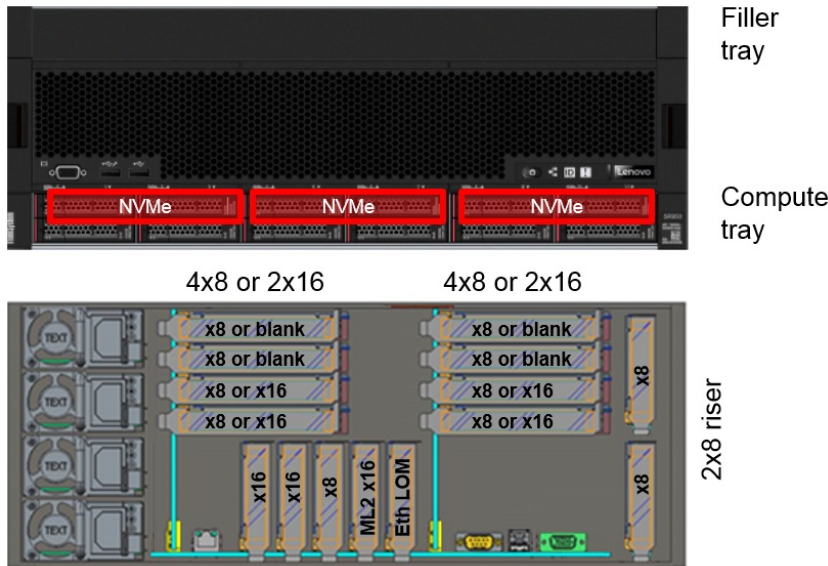 Filler
tray
ID
Lenovo
NVMe NVMe NVMe
Compute
tray
4x8 or 2x16 4x8 or 2x16
x8 or blank x8 or blank
x8 or blank x8 or blank
x8 or x16 x8 or x16
x8 or x16 x8 or x16
x8
x8
2x8 riser
TEXT
TEXT
TEXT
TEXT
x16
x16
x8
ML2 x16
Eth LOM